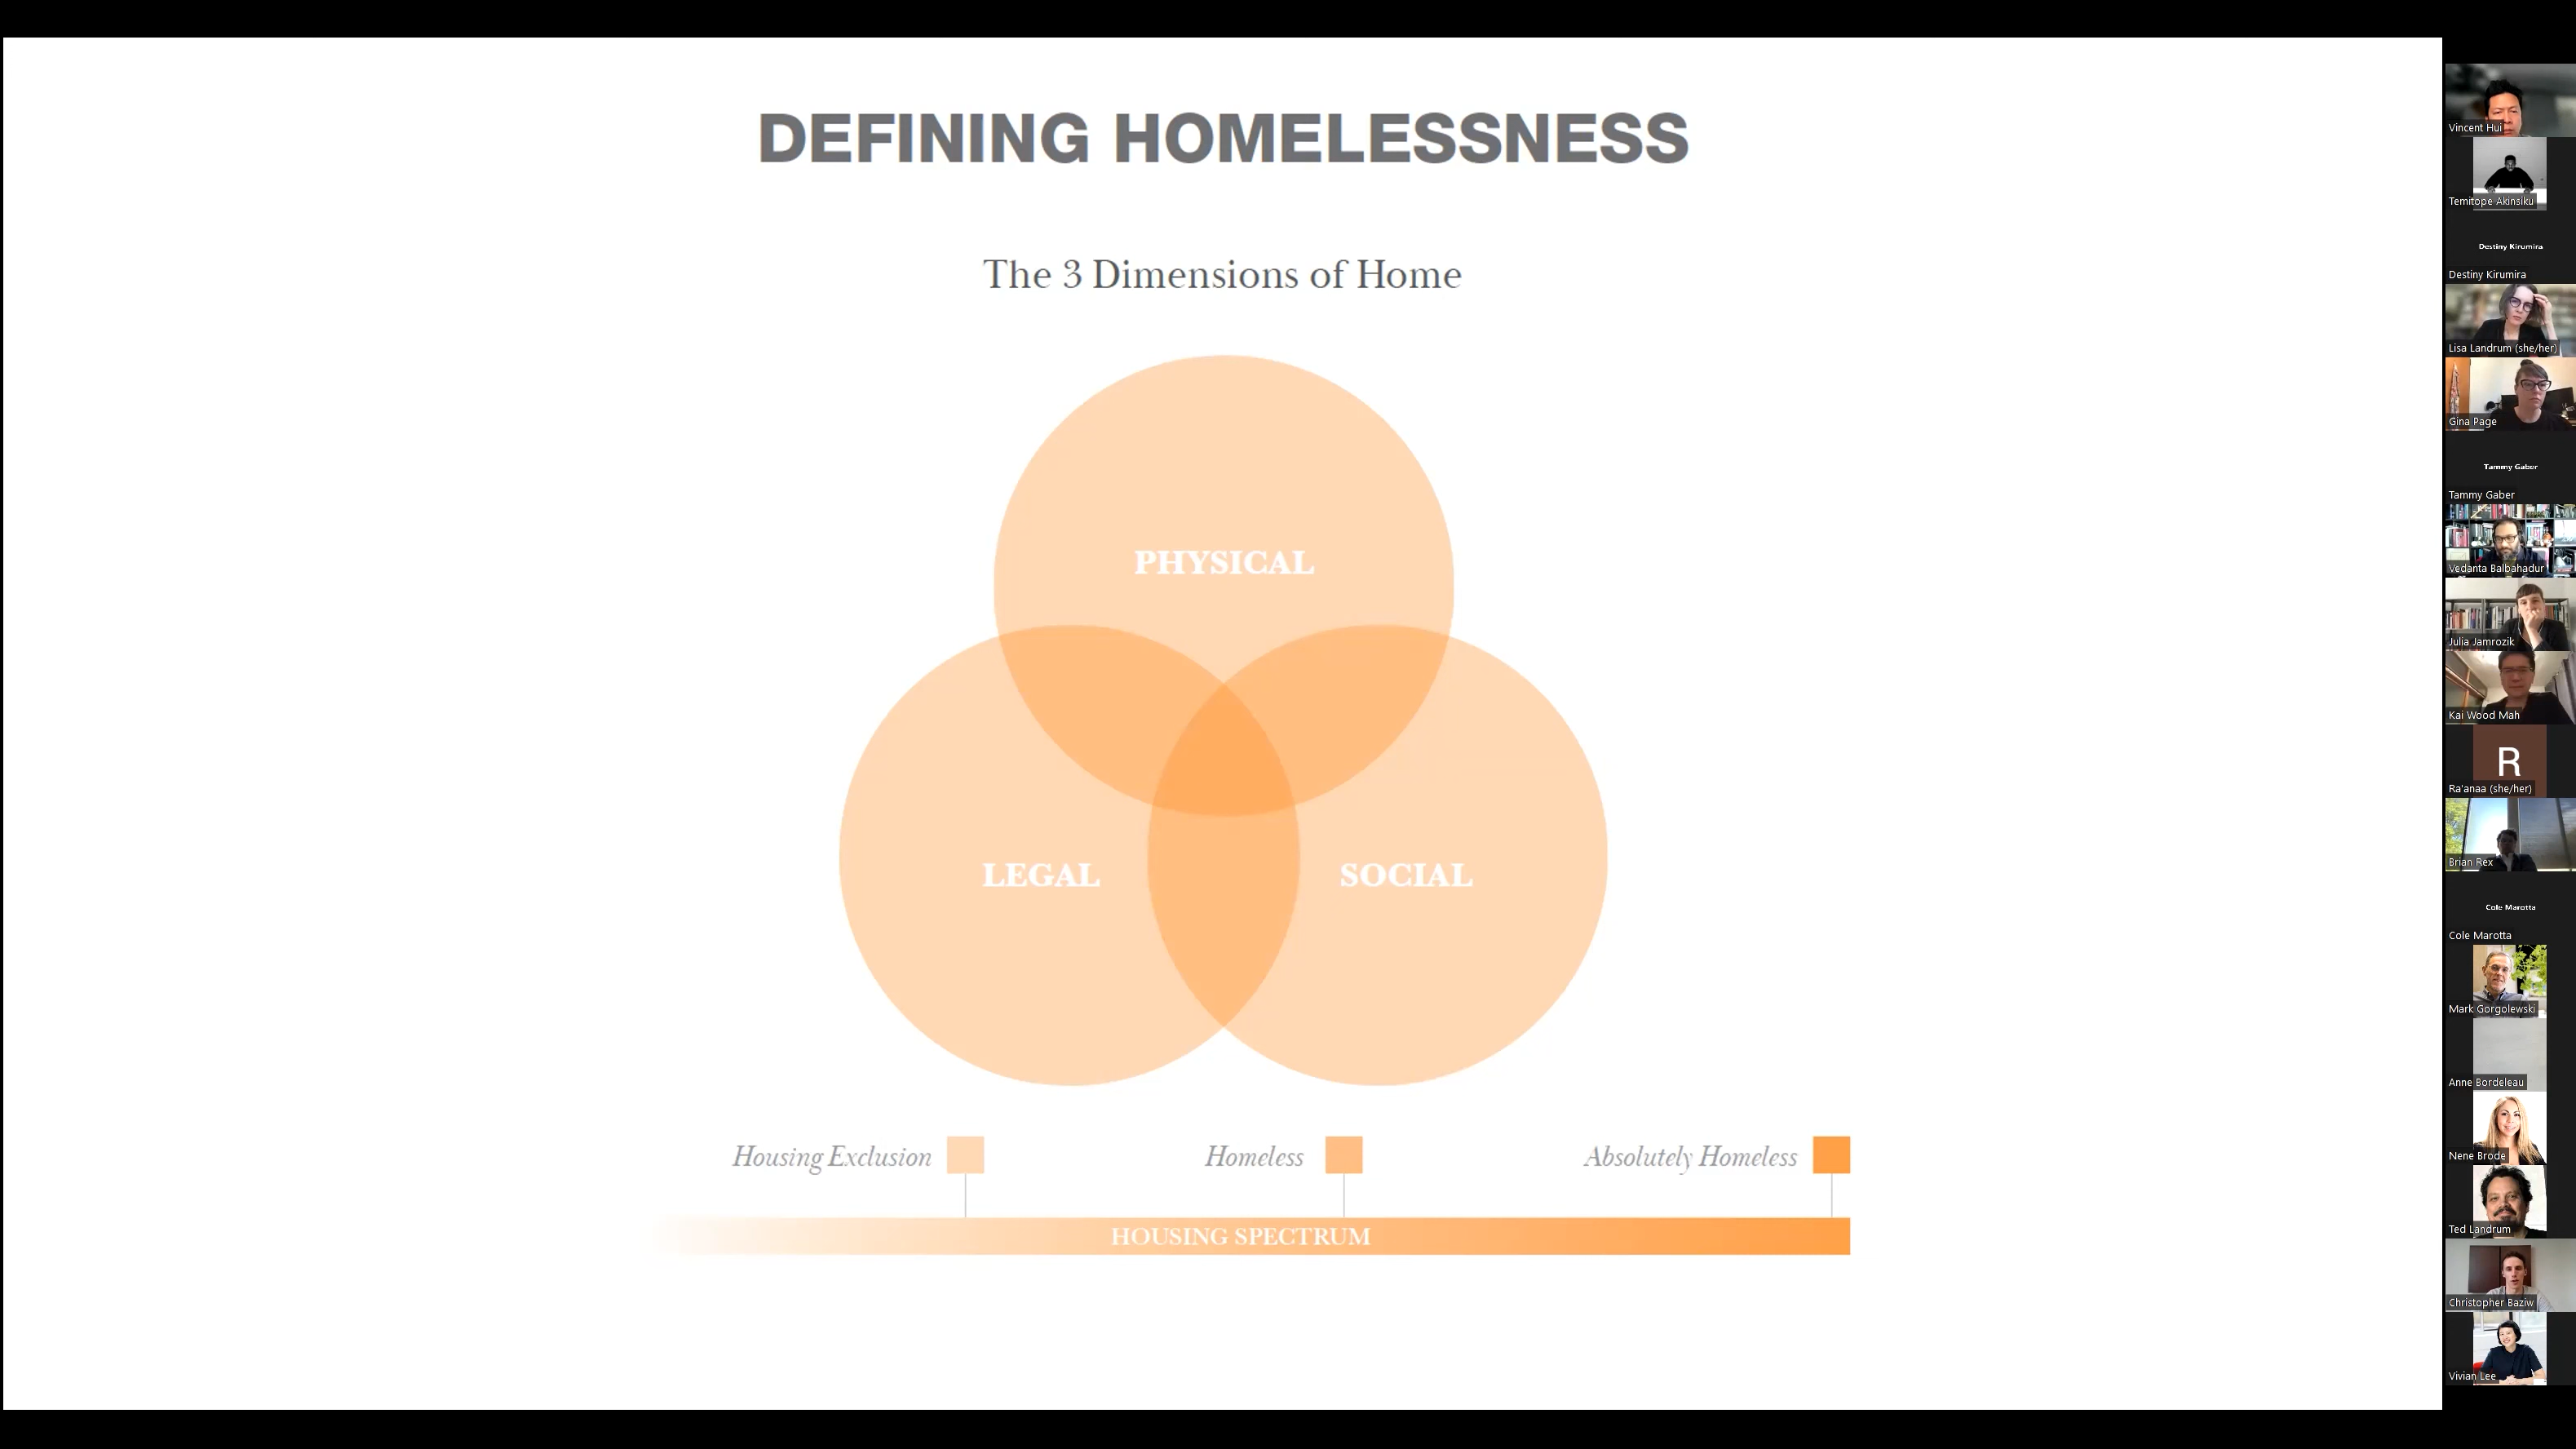 DEFINING HOMELESSNESS
The 3 Dimensions of Home
PHYSICAL
LEGAL
SOCIAL
Housing Exclusion
Homeless
Absolutely Homeless
HOUSING SPECTRUM
Vincent Hui
Temitope Akinsiku
Destiny Kirumira
Destiny Kirumira
Lisa Landrum (she/her)
Gina Page
Tammy Gaber
Tammy Gaber
Vedanta Balbahadur
Julia Jamrozik
Kai Wood Mah
R
Ra'anaa (she/her)
Brian Rex
Cole Marotta
Cole Marotta
Mark Gorgolewski
Anne Bordeleau
Nene Brode
Ted Landrum
Christopher Baziw
Vivian Lee